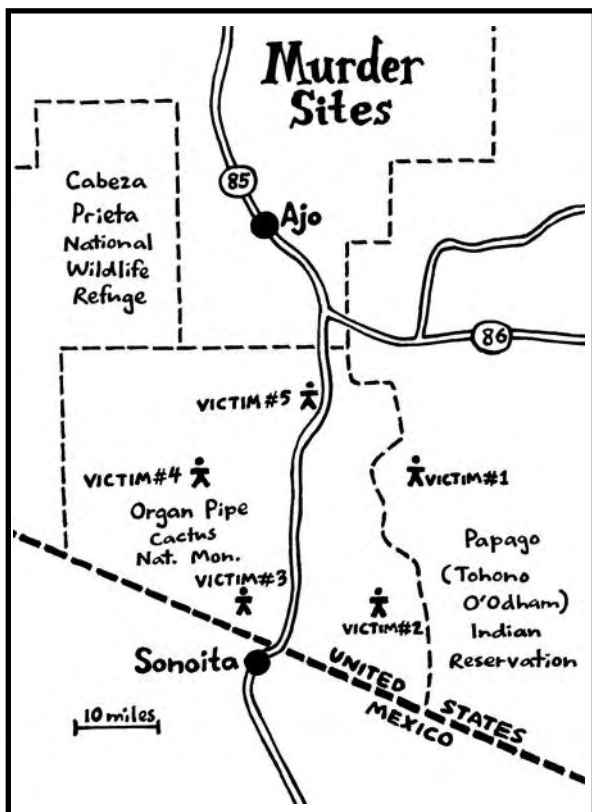 Murder
Sites
85
Ajo
Cabeza
Prieta
National
Wildlife
Refuge
86
VICTIM #5
VICTIM #4
VICTIM #1
Organ Pipe
Cactus
Nat. Mon.
VICTIM #3
VICTIM #2
Papago
(Tohono
O'Odham)
Indian
Reservation
Sonoita
UNITED STATES
MEXICO
10 miles